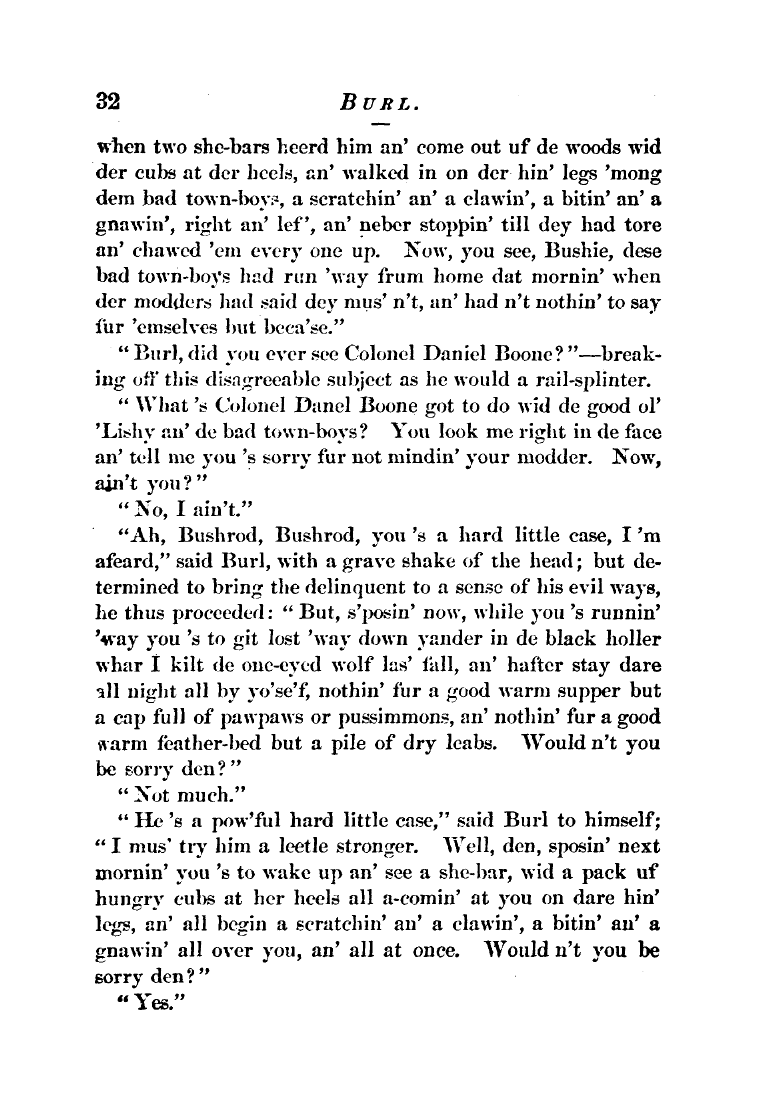 32 BURL.
when two she-bars heerd him an' come out uf de woods wid
der cubs at der heels, an' walked in on der hin' legs 'mong
dem bad town-boys, a scratchin' an' a clawin', a bitin' an' a
gnawin', right an' lef', an' neber stoppin' till dey had tore
an' chawed 'em every one up. Now, you see, Bushie, dese
bad town-boys had run 'way frum home dat mornin' when
der modders had said dey mus' n't, an' had n't nothin' to say
fur 'emselves but beca'se."
"Burl, did you ever see Colonel Daniel Boone?"—break-
ing off this disagreeable subject as he would a rail-splinter.
"What 's Colonel Danel Boone got to do wid de good ol'
'Lishy an' de bad town-boys? You look me right in de face
an' tell me you 's sorry fur not mindin' your modder. Now,
ain't you?"
"No, I ain't."
"Ah, Bushrod, Bushrod, you 's a hard little case, I 'm
afeard," said Burl, with a grave shake of the head; but de-
termined to bring the delinquent to a sense of his evil ways,
he thus proceeded: "But, s'posin' now, while you 's runnin'
'way you 's to git lost 'way down yander in de black holler
whar I kilt de one-eyed wolf las' fall, an' hafter stay dare
all night all by yo'se'f, nothin' fur a good warm supper but
a cap full of pawpaws or pussimmons, an' nothin' fur a good
warm feather-bed but a pile of dry leabs. Would n't you
be sorry den?"
"Not much."
"He 's a pow'ful hard little case," said Burl to himself;
"I mus' try him a leetle stronger. Well, den, sposin' next
mornin' you 's to wake up an' see a she-bar, wid a pack uf
hungry cubs at her heels all a-comin' at you on dare hin'
legs, an' all begin a scratchin' an' a clawin', a bitin' an' a
gnawin' all over you, an' all at once. Would n't you be
sorry den?"
"Yes."